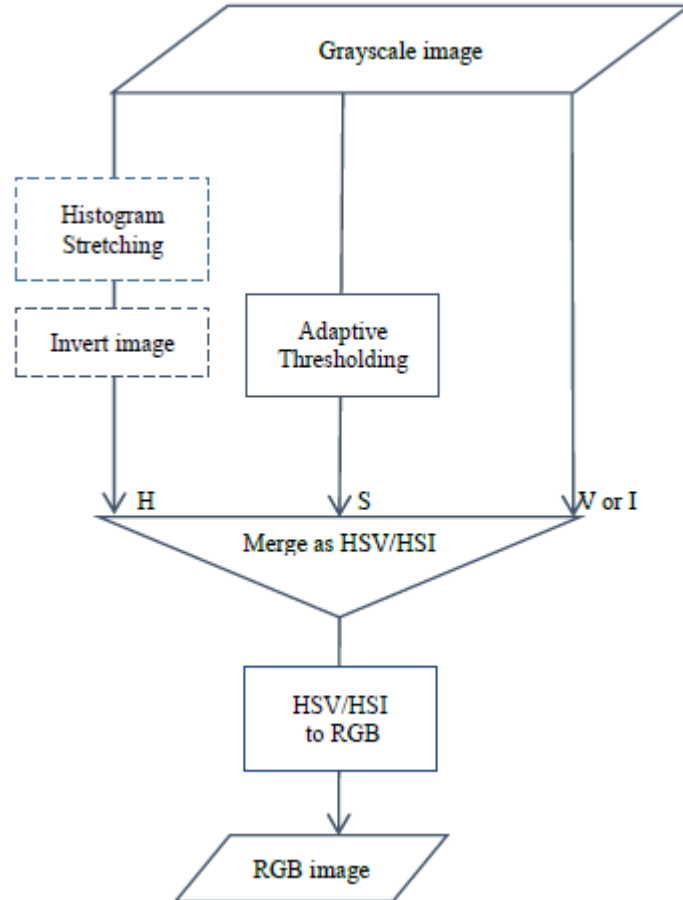 Grayscale image
Histogram
Stretching
Invert image
Adaptive
Thresholding
H
S
V or I
Merge as HSV/HSI
HSV/HSI
to RGB
RGB image